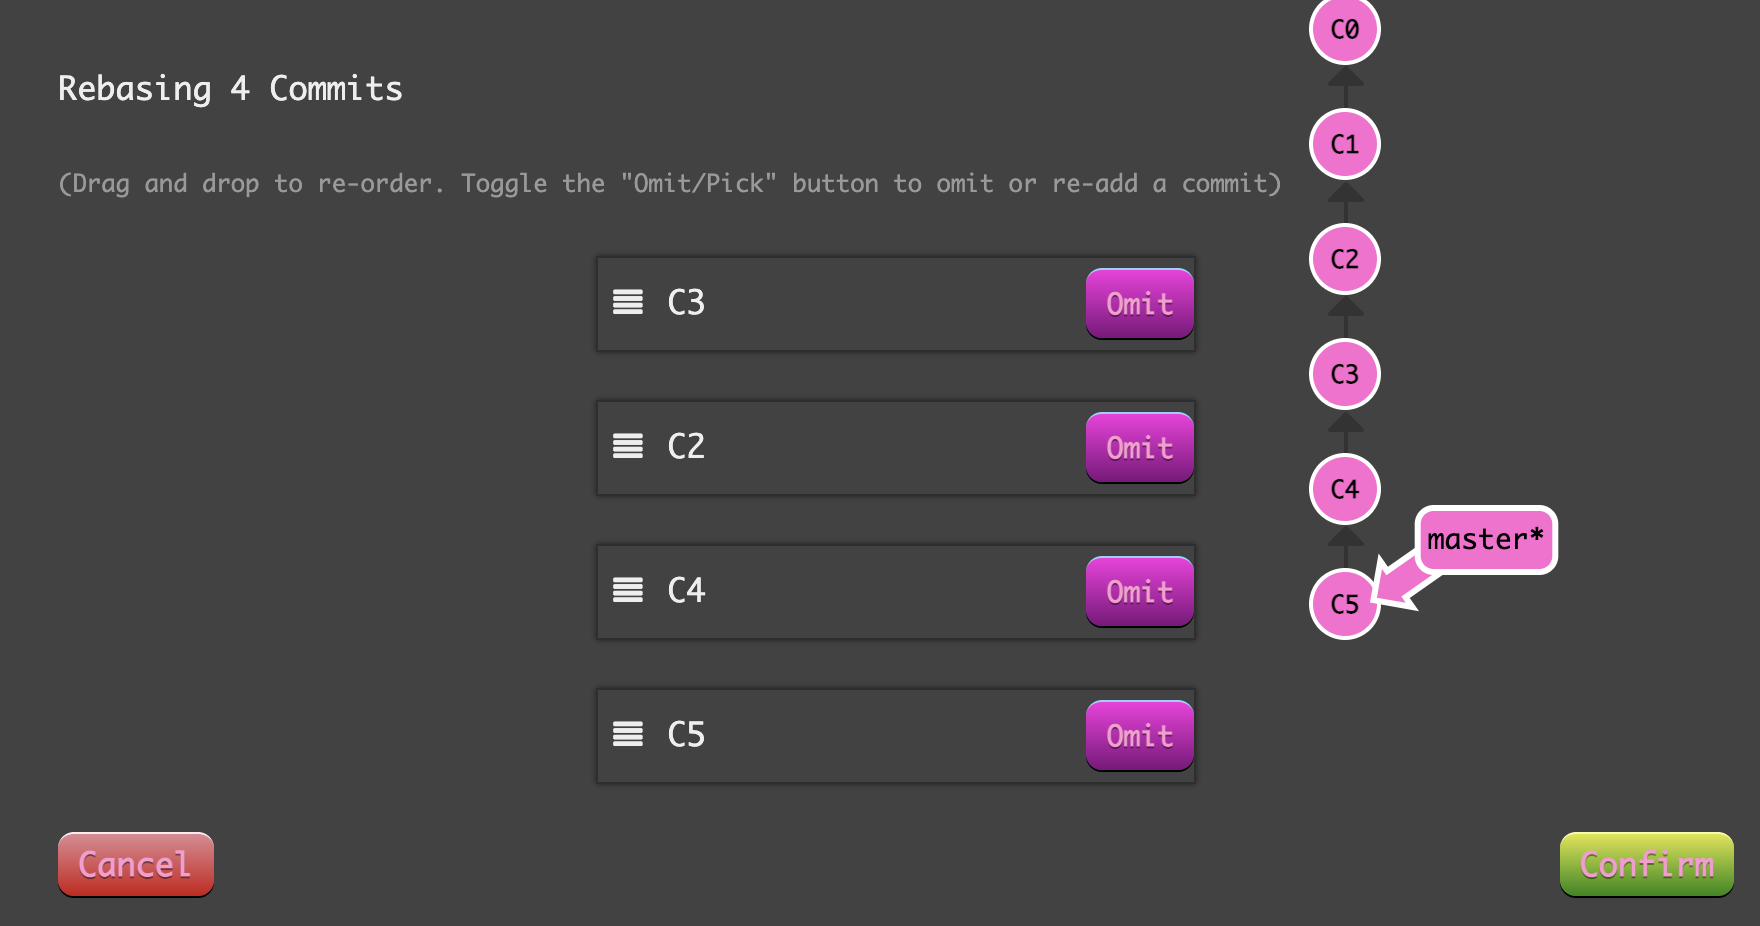 Rebasing 4 Commits
(Drag and drop to re-order. Toggle the "Omit/Pick" button to omit or re-add a commit)
C3 Omit
C2 Omit
C4 Omit
C5 Omit
Cancel
Confirm
C0
C1
C2
C3
C4
master*
C5